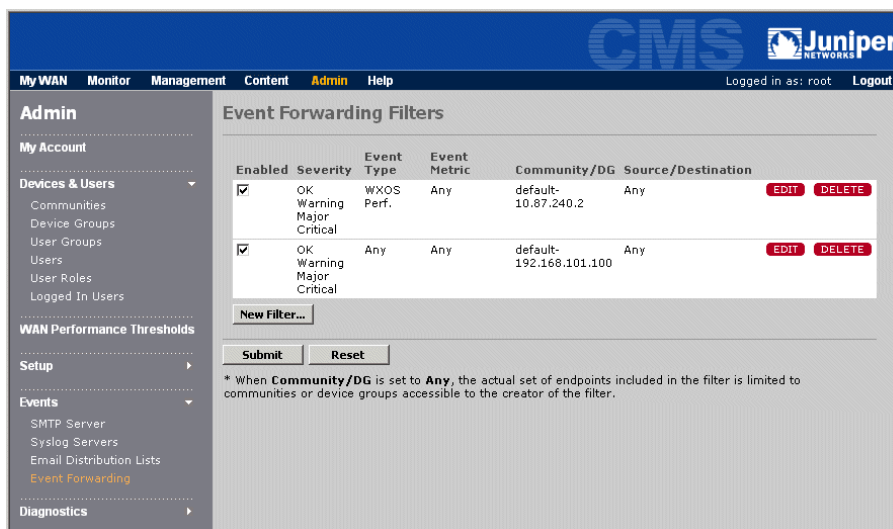 CMS
Juniper
NETWORKS
My WAN Monitor Management Content Admin Help
Logged in as: root Logout
Admin
My Account
Devices & Users
Communities
Device Groups
User Groups
Users
User Roles
Logged In Users
WAN Performance Thresholds
Setup
Events
SMTP Server
Syslog Servers
Email Distribution Lists
Event Forwarding
Diagnostics
Event Forwarding Filters
Enabled Severity Event Type Event Metric Community/DG Source/Destination
OK WXOS Any default- Any EDIT DELETE
Warning Perf. 10.87.240.2
Major
Critical
OK Any Any default- Any EDIT DELETE
Warning 192.168.101.100
Major
Critical
New Filter...
Submit Reset
* When Community/DG is set to Any, the actual set of endpoints included in the filter is limited to
communities or device groups accessible to the creator of the filter.